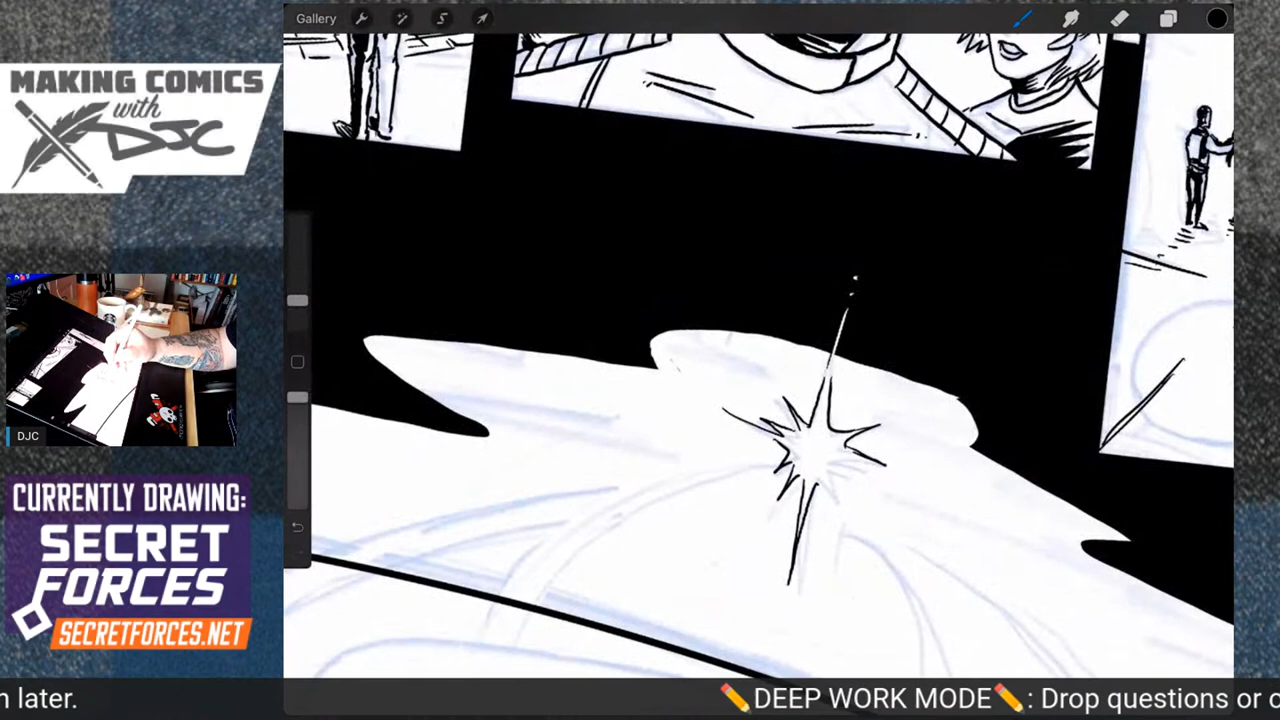 Gallery
MAKING COMICS
with
DJC
DJC
CURRENTLY DRAWING:
SECRET
FORCES
SECRETFORCES.NET
n later.
✏️DEEP WORK MODE✏️: Drop questions or c